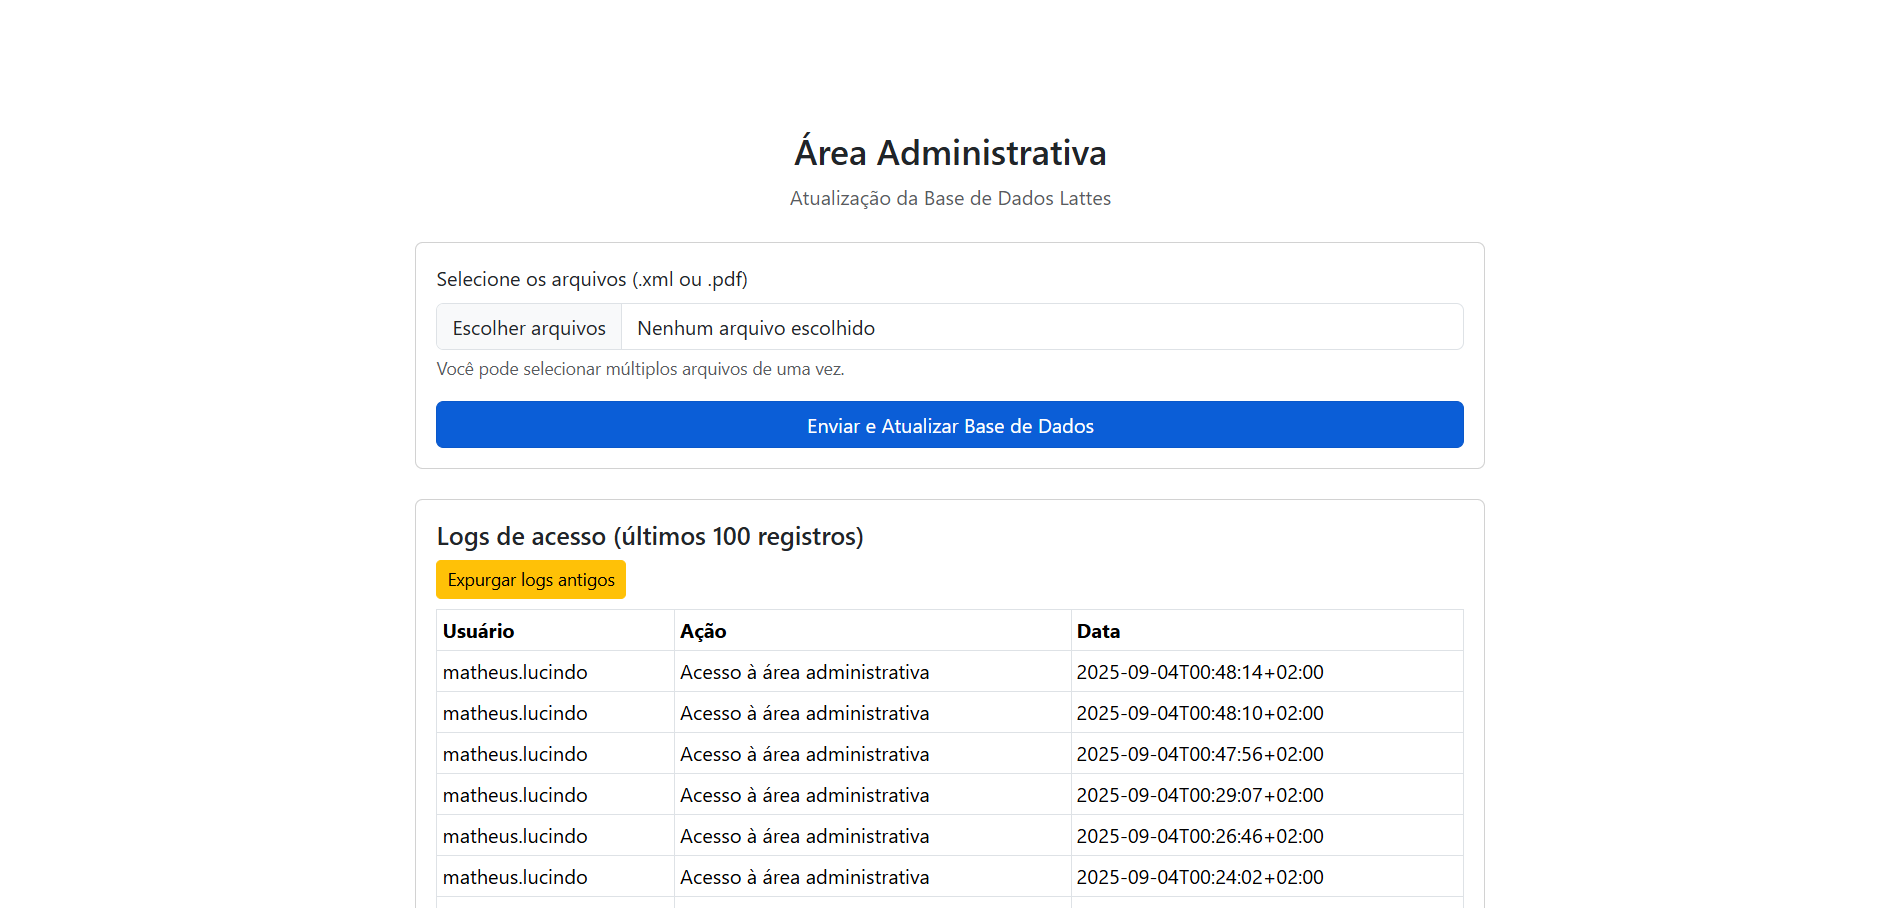 Área Administrativa
Atualização da Base de Dados Lattes
Selecione os arquivos (.xml ou .pdf)
Escolher arquivos Nenhum arquivo escolhido
Você pode selecionar múltiplos arquivos de uma vez.
Enviar e Atualizar Base de Dados
Logs de acesso (últimos 100 registros)
Expurgar logs antigos
Usuário Ação Data
matheus.lucindo Acesso à área administrativa 2025-09-04T00:48:14+02:00
matheus.lucindo Acesso à área administrativa 2025-09-04T00:48:10+02:00
matheus.lucindo Acesso à área administrativa 2025-09-04T00:47:56+02:00
matheus.lucindo Acesso à área administrativa 2025-09-04T00:29:07+02:00
matheus.lucindo Acesso à área administrativa 2025-09-04T00:26:46+02:00
matheus.lucindo Acesso à área administrativa 2025-09-04T00:24:02+02:00